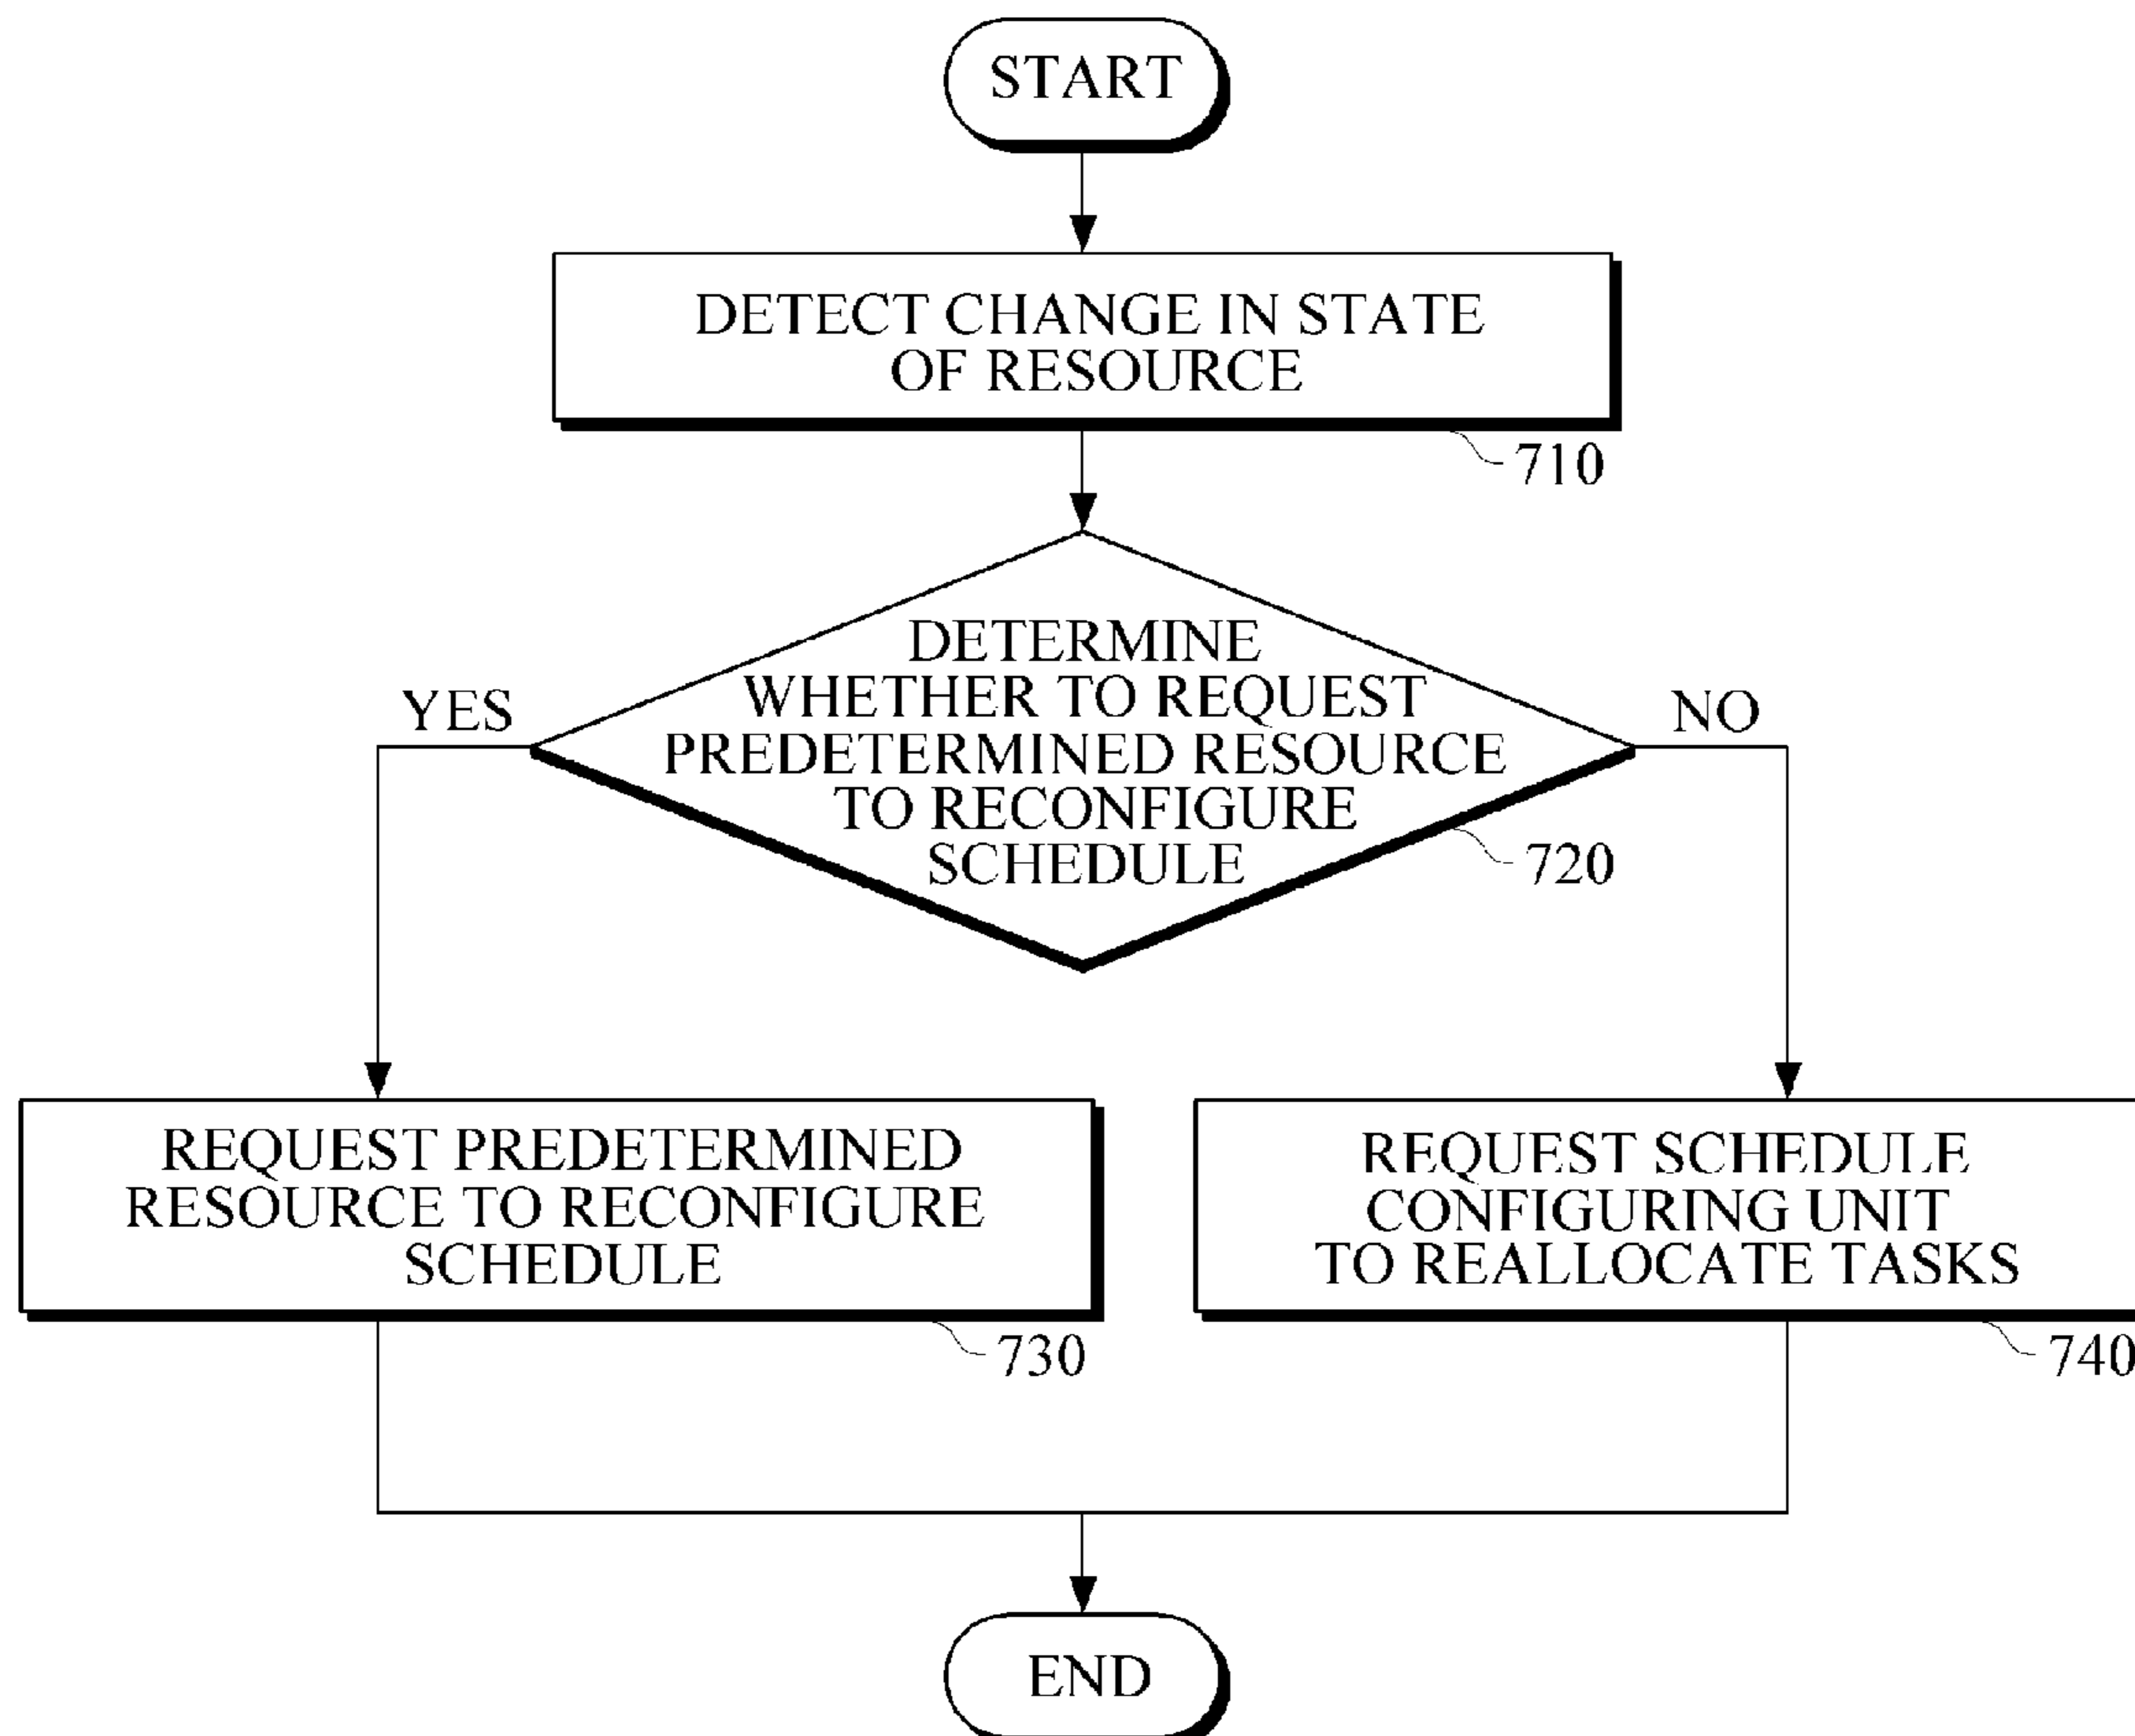 START
DETECT CHANGE IN STATE
OF RESOURCE
710
DETERMINE
WHETHER TO REQUEST
PREDETERMINED RESOURCE
TO RECONFIGURE
SCHEDULE
YES
NO
720
REQUEST PREDETERMINED
RESOURCE TO RECONFIGURE
SCHEDULE
730
REQUEST SCHEDULE
CONFIGURING UNIT
TO REALLOCATE TASKS
740
END